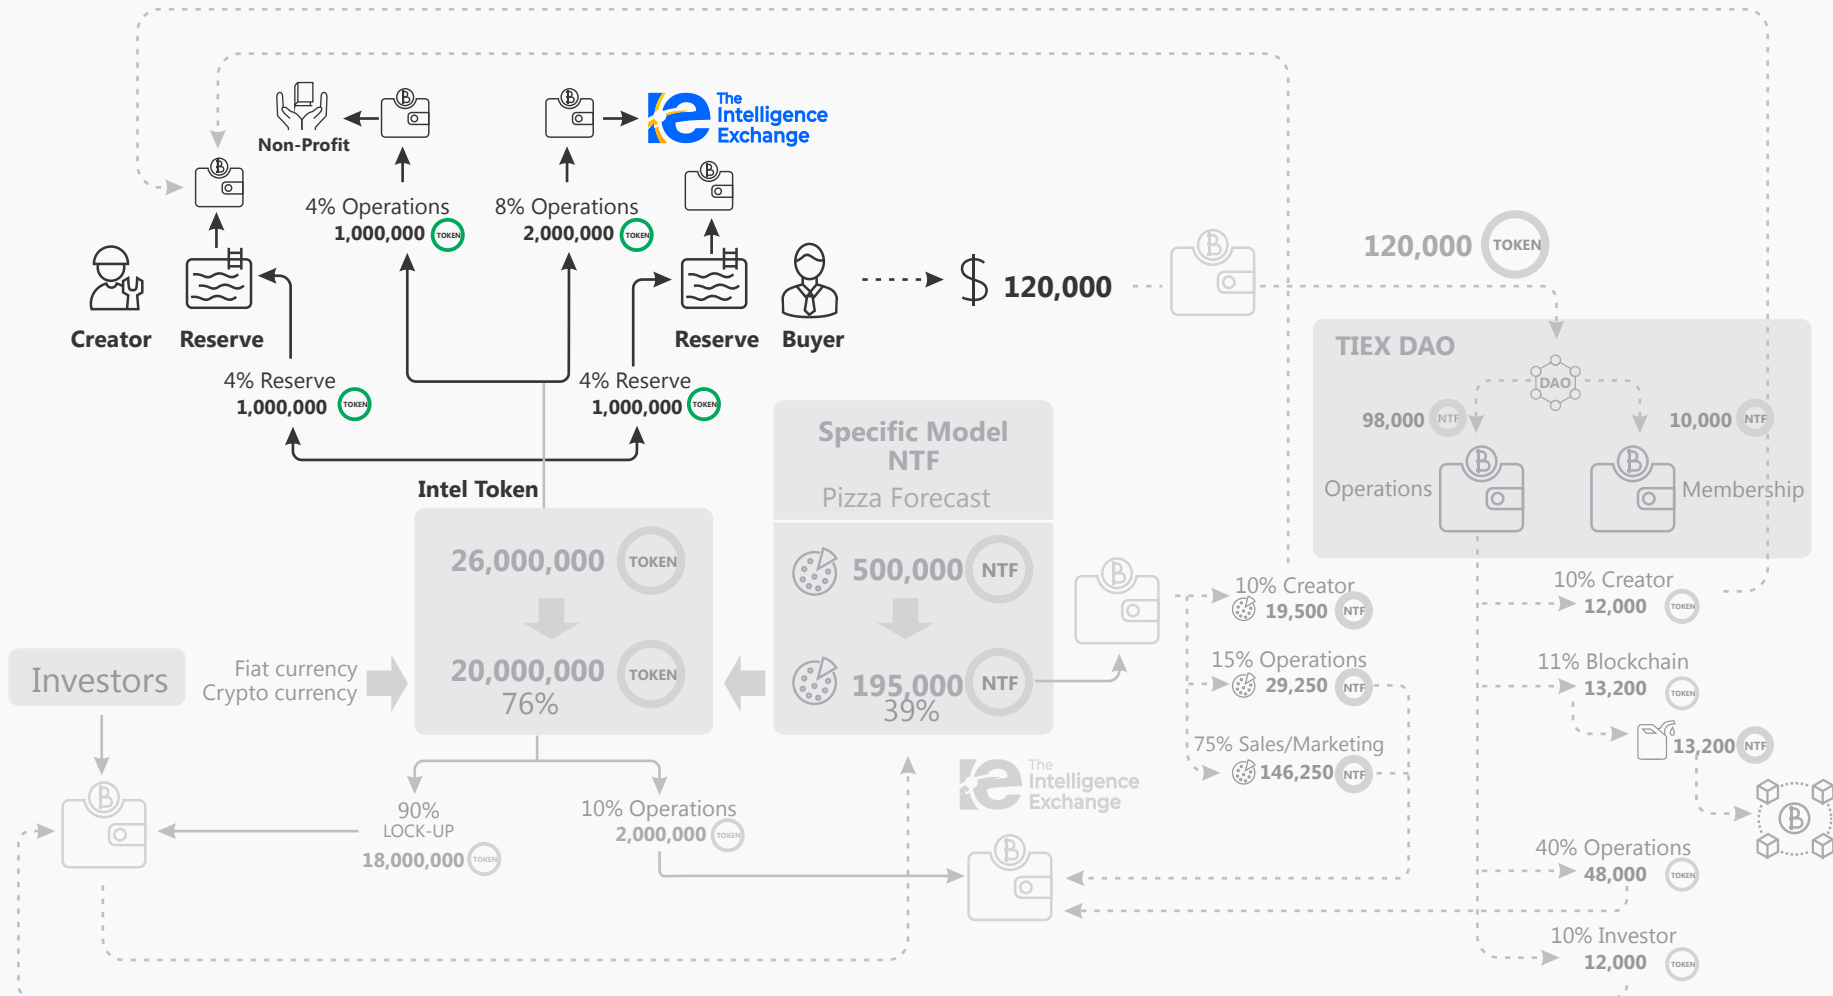 The
Intelligence
Exchange
Non-Profit
4% Operations
1,000,000 TOKEN
8% Operations
2,000,000 TOKEN
Creator
Reserve
Reserve
Buyer
$ 120,000
120,000 TOKEN
4% Reserve
1,000,000 TOKEN
4% Reserve
1,000,000 TOKEN
TIEX DAO
DAO
98,000 NTF
10,000 NTF
Operations
Membership
Intel Token
26,000,000 TOKEN
20,000,000 TOKEN
76%
Specific Model
NTF
Pizza Forecast
500,000 NTF
195,000 NTF
39%
Investors
Fiat currency
Crypto currency
90%
LOCK-UP
18,000,000 TOKEN
10% Operations
2,000,000 TOKEN
The
Intelligence
Exchange
10% Creator
19,500 NTF
15% Operations
29,250 NTF
75% Sales/Marketing
146,250 NTF
10% Creator
12,000 TOKEN
11% Blockchain
13,200 TOKEN
13,200 NTF
40% Operations
48,000 TOKEN
10% Investor
12,000 TOKEN